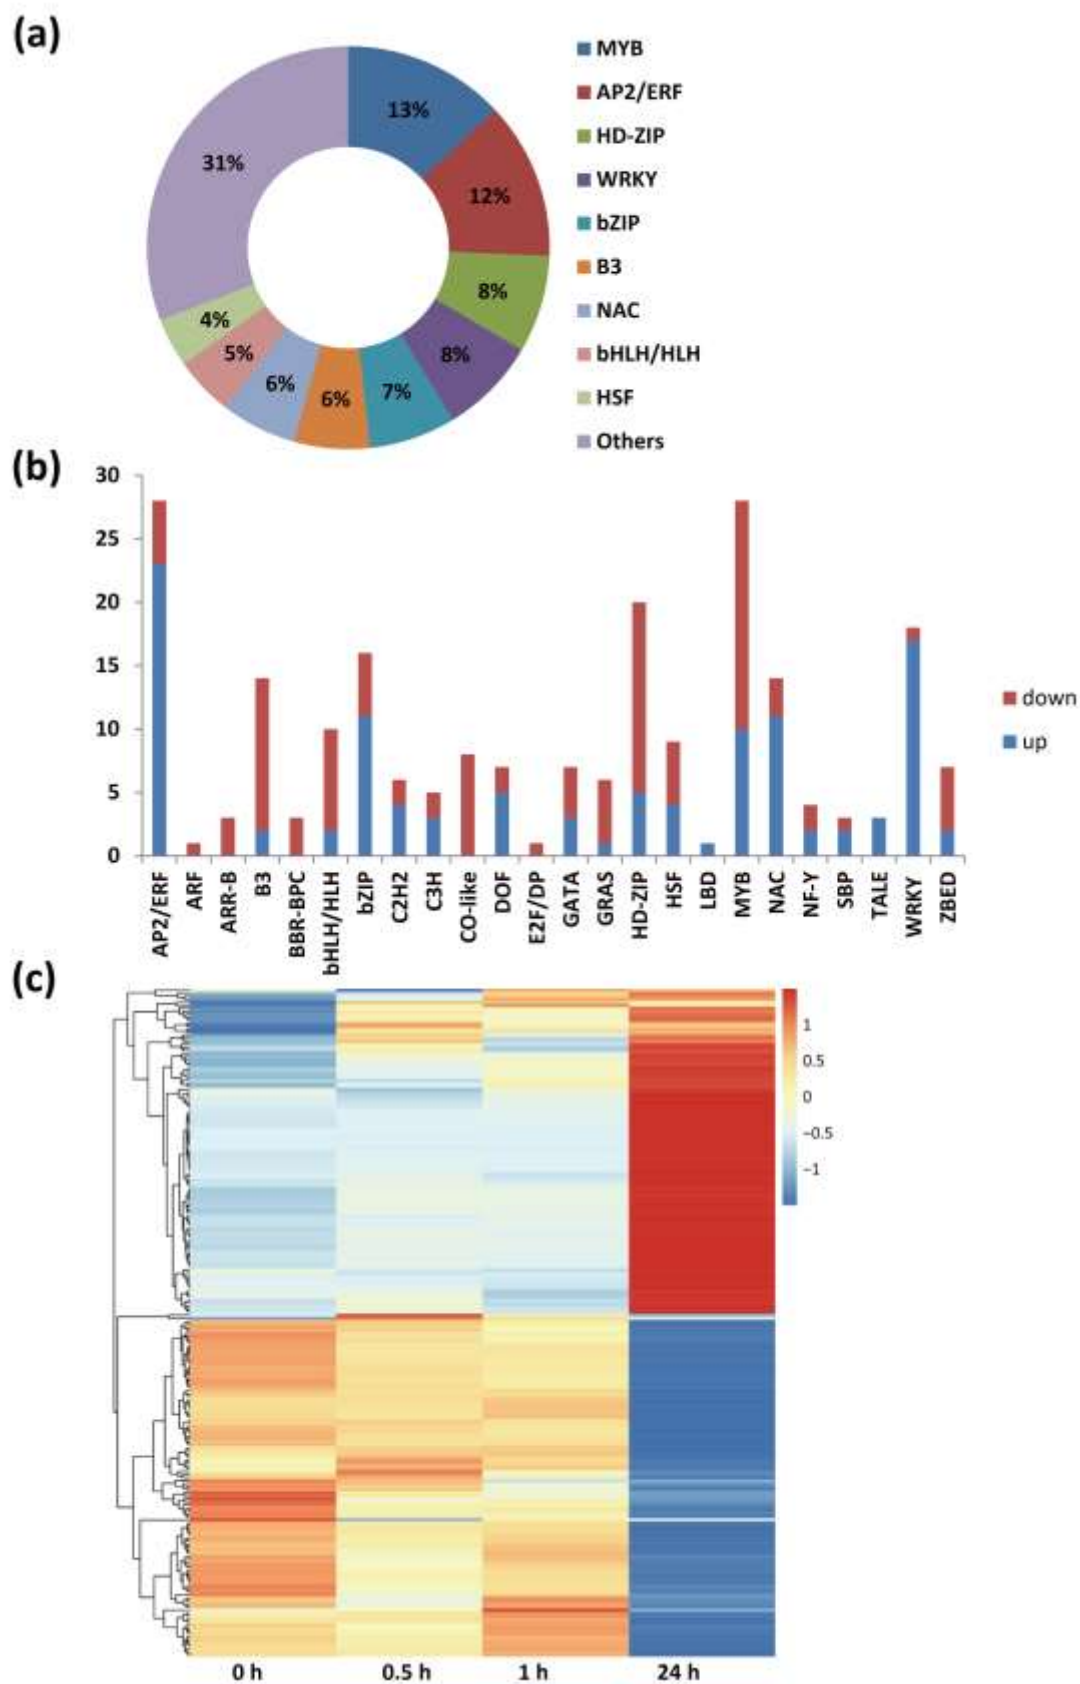 (a)
13%
12%
8%
8%
7%
6%
6%
5%
4%
31%
MYB
AP2/ERF
HD-ZIP
WRKY
bZIP
B3
NAC
bHLH/HLH
HSF
Others
(b)
30
25
20
15
10
5
0
AP2/ERF
ARF
ARR-B
B3
BBR-BPC
bHLH/HLH
bZIP
C2H2
C3H
CO-like
DOF
E2F/DP
GATA
GRAS
HD-ZIP
HSF
LBD
MYB
NAC
NF-Y
SBP
TALE
WRKY
ZBED
down
up
(c)
1
0.5
0
−0.5
−1
0 h 0.5 h 1 h 24 h